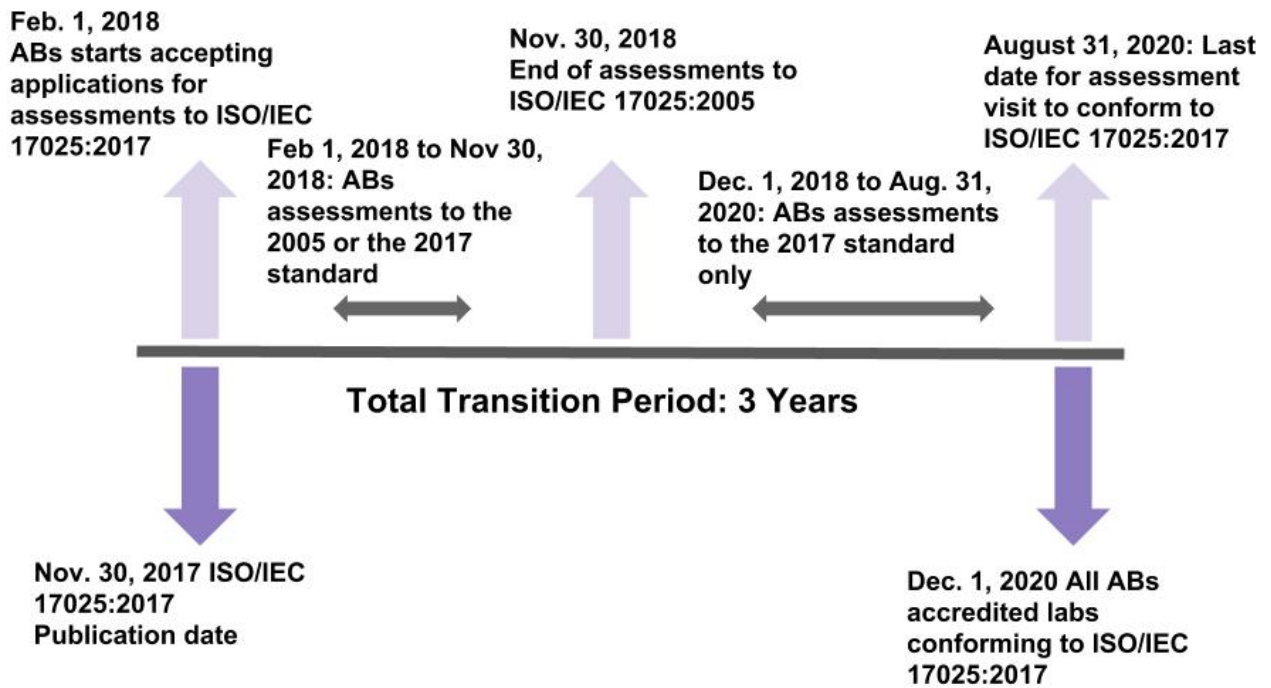 Feb. 1, 2018
ABs starts accepting
applications for
assessments to ISO/IEC
17025:2017
Feb 1, 2018 to Nov 30,
2018: ABs
assessments to the
2005 or the 2017
standard
Nov. 30, 2018
End of assessments to
ISO/IEC 17025:2005
Dec. 1, 2018 to Aug. 31,
2020: ABs assessments
to the 2017 standard
only
August 31, 2020: Last
date for assessment
visit to conform to
ISO/IEC 17025:2017
Total Transition Period: 3 Years
Nov. 30, 2017 ISO/IEC
17025:2017
Publication date
Dec. 1, 2020 All ABs
accredited labs
conforming to ISO/IEC
17025:2017